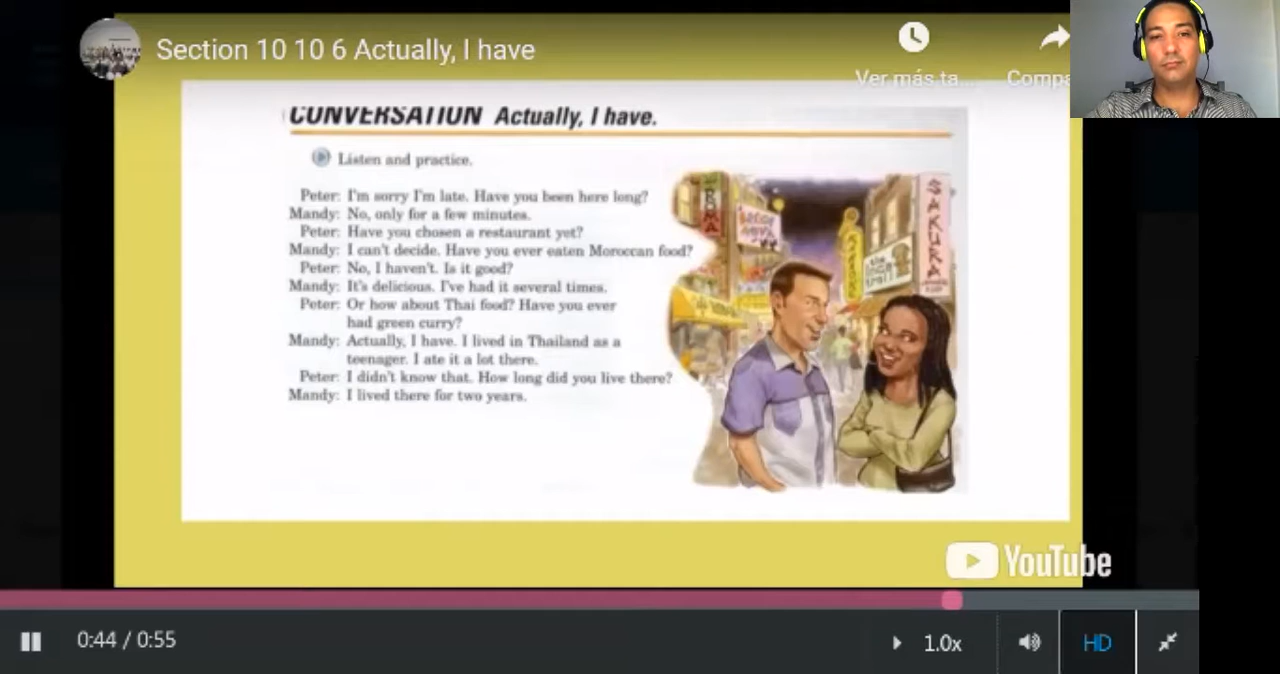 Section 10 10 6 Actually, I have
Ver más ta...
Compa
CONVERSATION Actually, I have.
Listen and practice.
Peter: I'm sorry I'm late. Have you been here long?
Mandy: No, only for a few minutes.
Peter: Have you chosen a restaurant yet?
Mandy: I can't decide. Have you ever eaten Moroccan food?
Peter: No, I haven't. Is it good?
Mandy: It's delicious. I've had it several times.
Peter: Or how about Thai food? Have you ever
had green curry?
Mandy: Actually, I have. I lived in Thailand as a
teenager. I ate it a lot there.
Peter: I didn't know that. How long did you live there?
Mandy: I lived there for two years.
SAKURA
YouTube
0:44 / 0:55
1.0x
HD